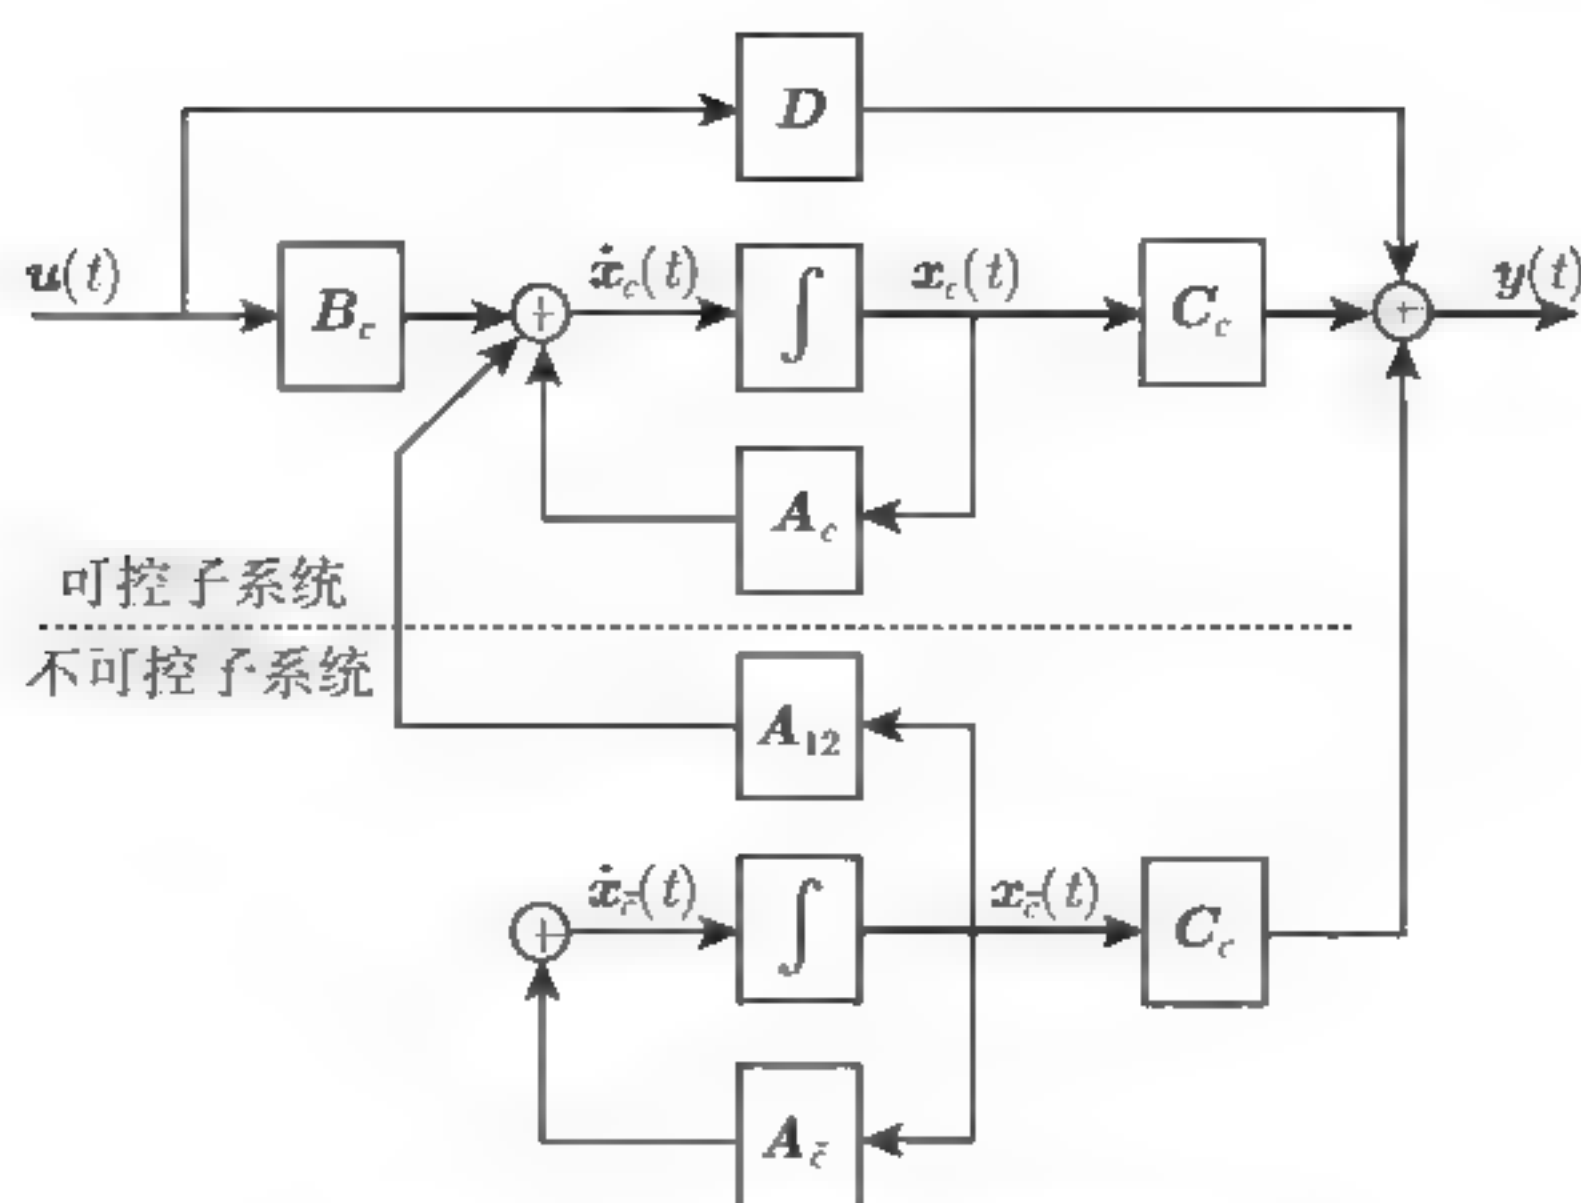 D
u(t)
B_c
+
ẋ_c(t)
∫
x_c(t)
C_c
+
y(t)
A_c
可控子系统
不可控子系统
A_12
+
ẋ_c̄(t)
∫
x_c̄(t)
C_c
A_c̄